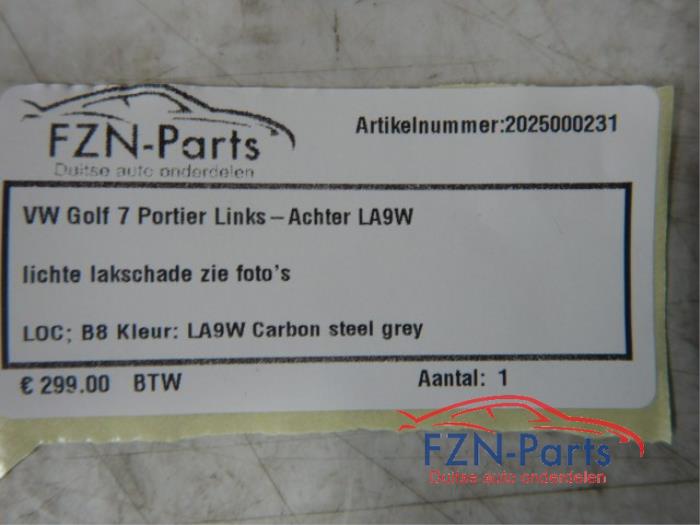 FZN-Parts
Duitse auto onderdelen
Artikelnummer:2025000231
VW Golf 7 Portier Links – Achter LA9W
lichte lakschade zie foto's
LOC; B8 Kleur: LA9W Carbon steel grey
€ 299.00 BTW
Aantal: 1
FZN-Parts
Duitse auto onderdelen